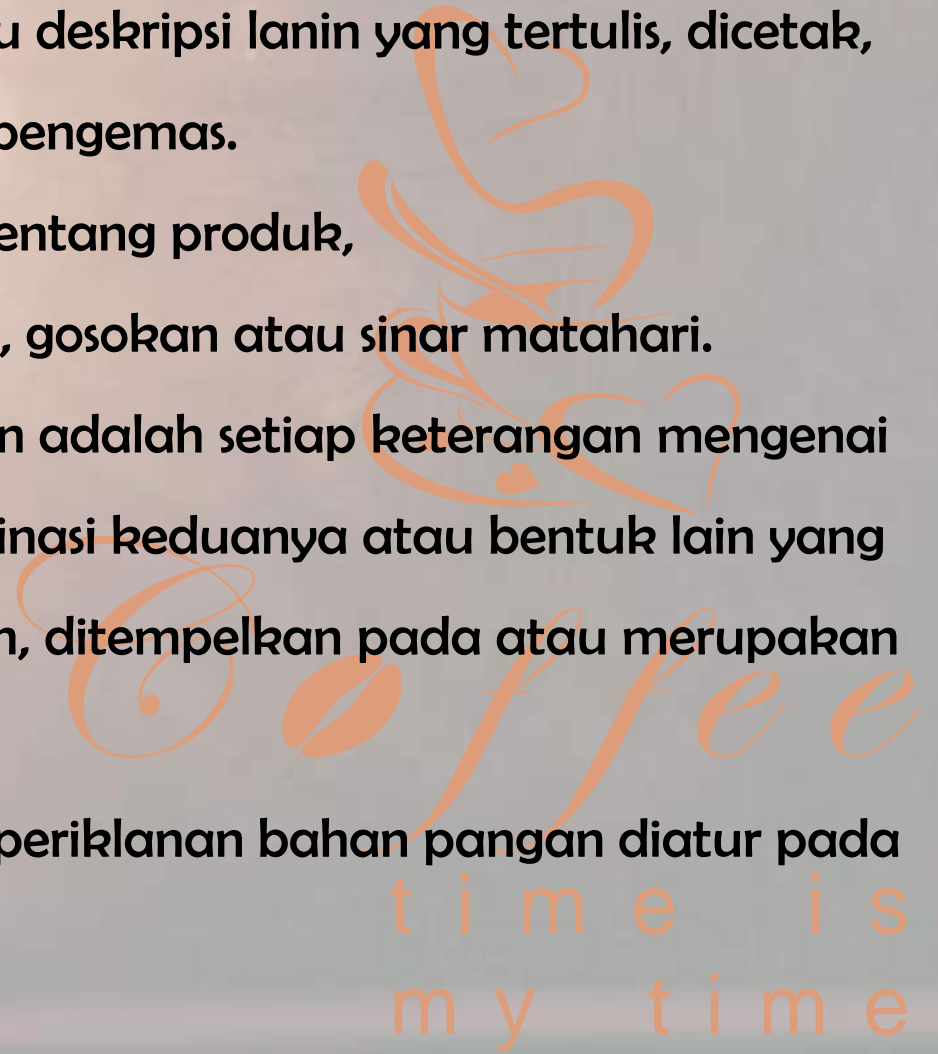 deskripsi lanin yang tertulis, dicetak,
pengemas.
entang produk,
, gosokan atau sinar matahari.
n adalah setiap keterangan mengenai
inasi keduanya atau bentuk lain yang
, ditempelkan pada atau merupakan
Coffee
periklanan bahan pangan diatur pada
time is
my time